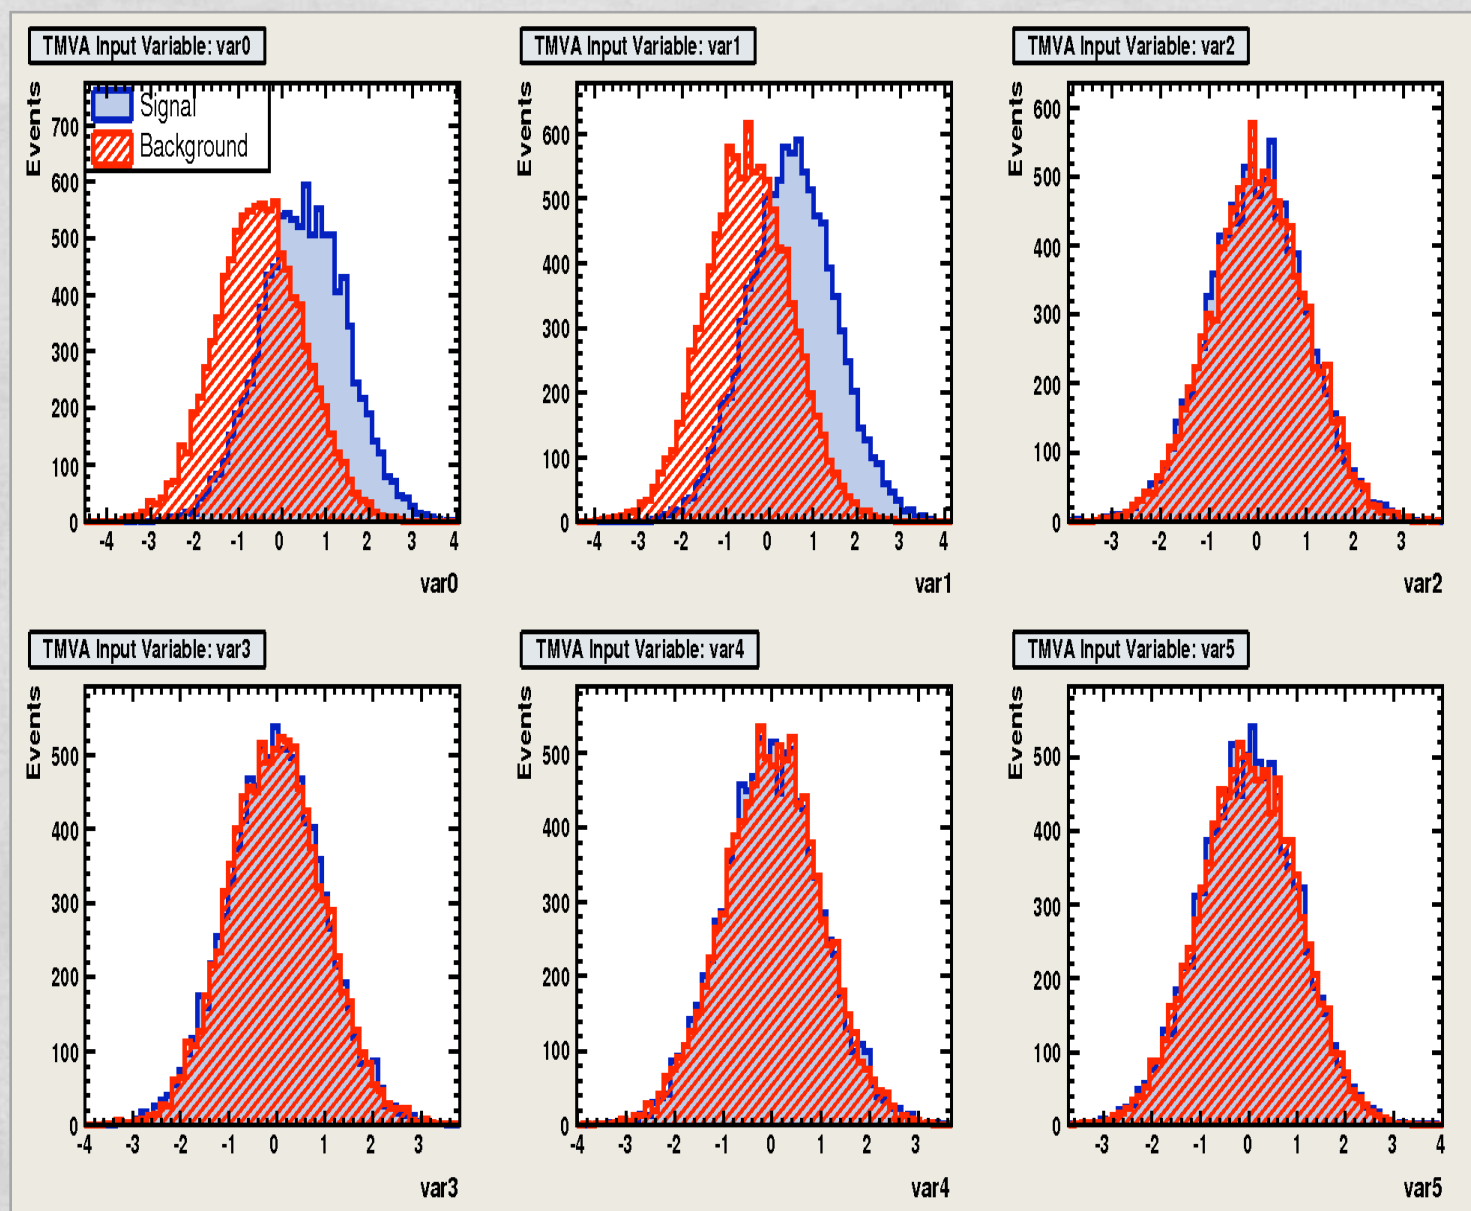 TMVA Input Variable: var0
Events
Signal
Background
700
600
500
400
300
200
100
0
-4 -3 -2 -1 0 1 2 3 4
var0
TMVA Input Variable: var1
Events
600
500
400
300
200
100
0
-4 -3 -2 -1 0 1 2 3 4
var1
TMVA Input Variable: var2
Events
600
500
400
300
200
100
0
-3 -2 -1 0 1 2 3
var2
TMVA Input Variable: var3
Events
500
400
300
200
100
0
-4 -3 -2 -1 0 1 2 3
var3
TMVA Input Variable: var4
Events
500
400
300
200
100
0
-4 -3 -2 -1 0 1 2 3
var4
TMVA Input Variable: var5
Events
500
400
300
200
100
0
-3 -2 -1 0 1 2 3 4
var5